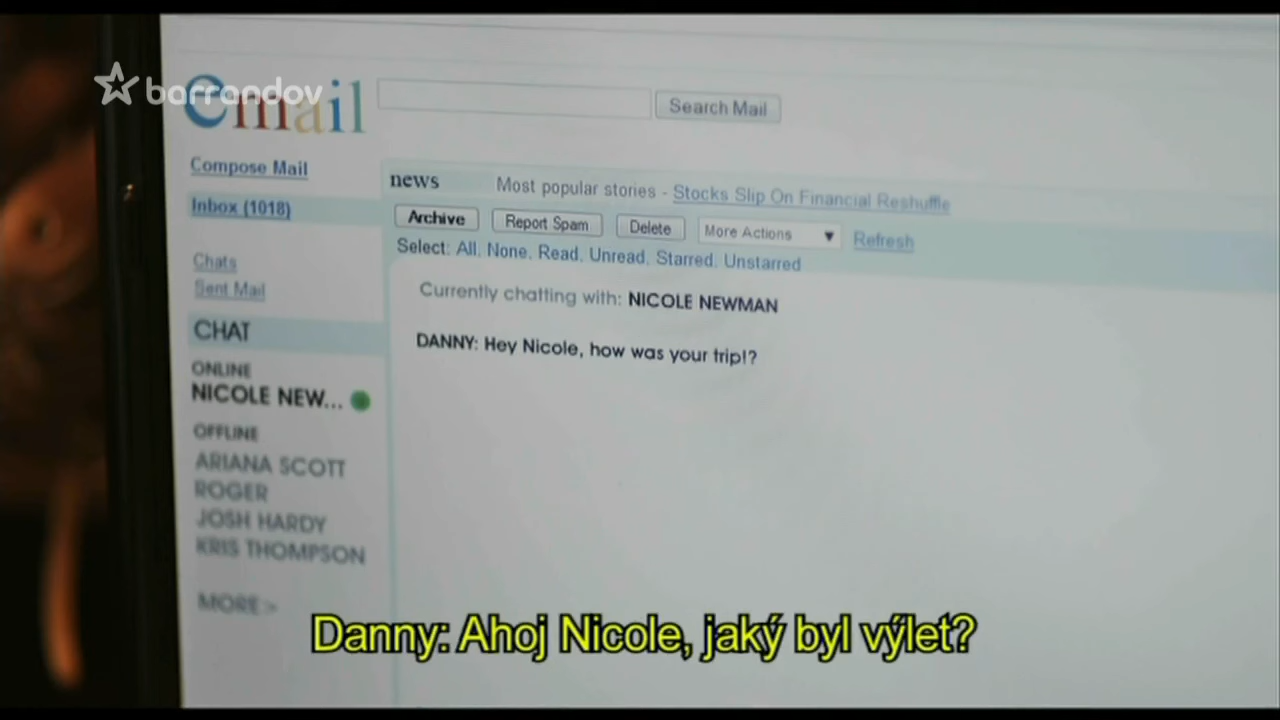 barrandov
Email
Search Mail
Compose Mail
Inbox (1018)
Chats
Sent Mail
CHAT
ONLINE
NICOLE NEW...
OFFLINE
ARIANA SCOTT
ROGER
JOSH HARDY
KRIS THOMPSON
MORE >
news Most popular stories - Stocks Slip On Financial Reshuffle
Archive Report Spam Delete More Actions ▼ Refresh
Select: All, None, Read, Unread, Starred, Unstarred
Currently chatting with: NICOLE NEWMAN
DANNY: Hey Nicole, how was your trip!?
Danny: Ahoj Nicole, jaký byl výlet?